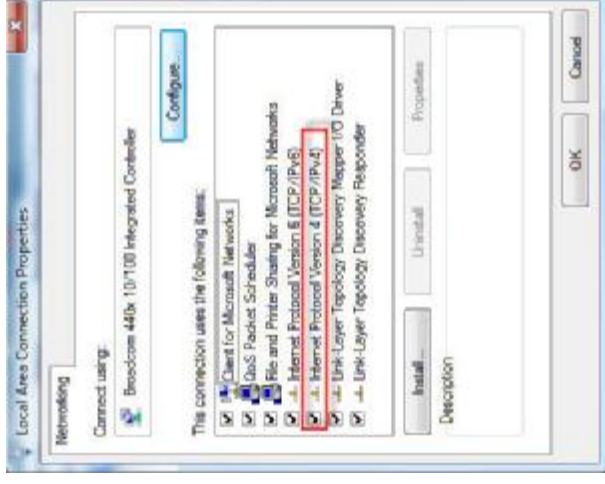 Local Area Connection Properties
Networking
Connect using:
Broadcom 440x 10/100 Integrated Controller
Configure...
This connection uses the following items:
Client for Microsoft Networks
QoS Packet Scheduler
File and Printer Sharing for Microsoft Networks
Internet Protocol Version 6 (TCP/IPv6)
Internet Protocol Version 4 (TCP/IPv4)
Link-Layer Topology Discovery Mapper I/O Driver
Link-Layer Topology Discovery Responder
Install...
Uninstall
Properties
Description
OK
Cancel